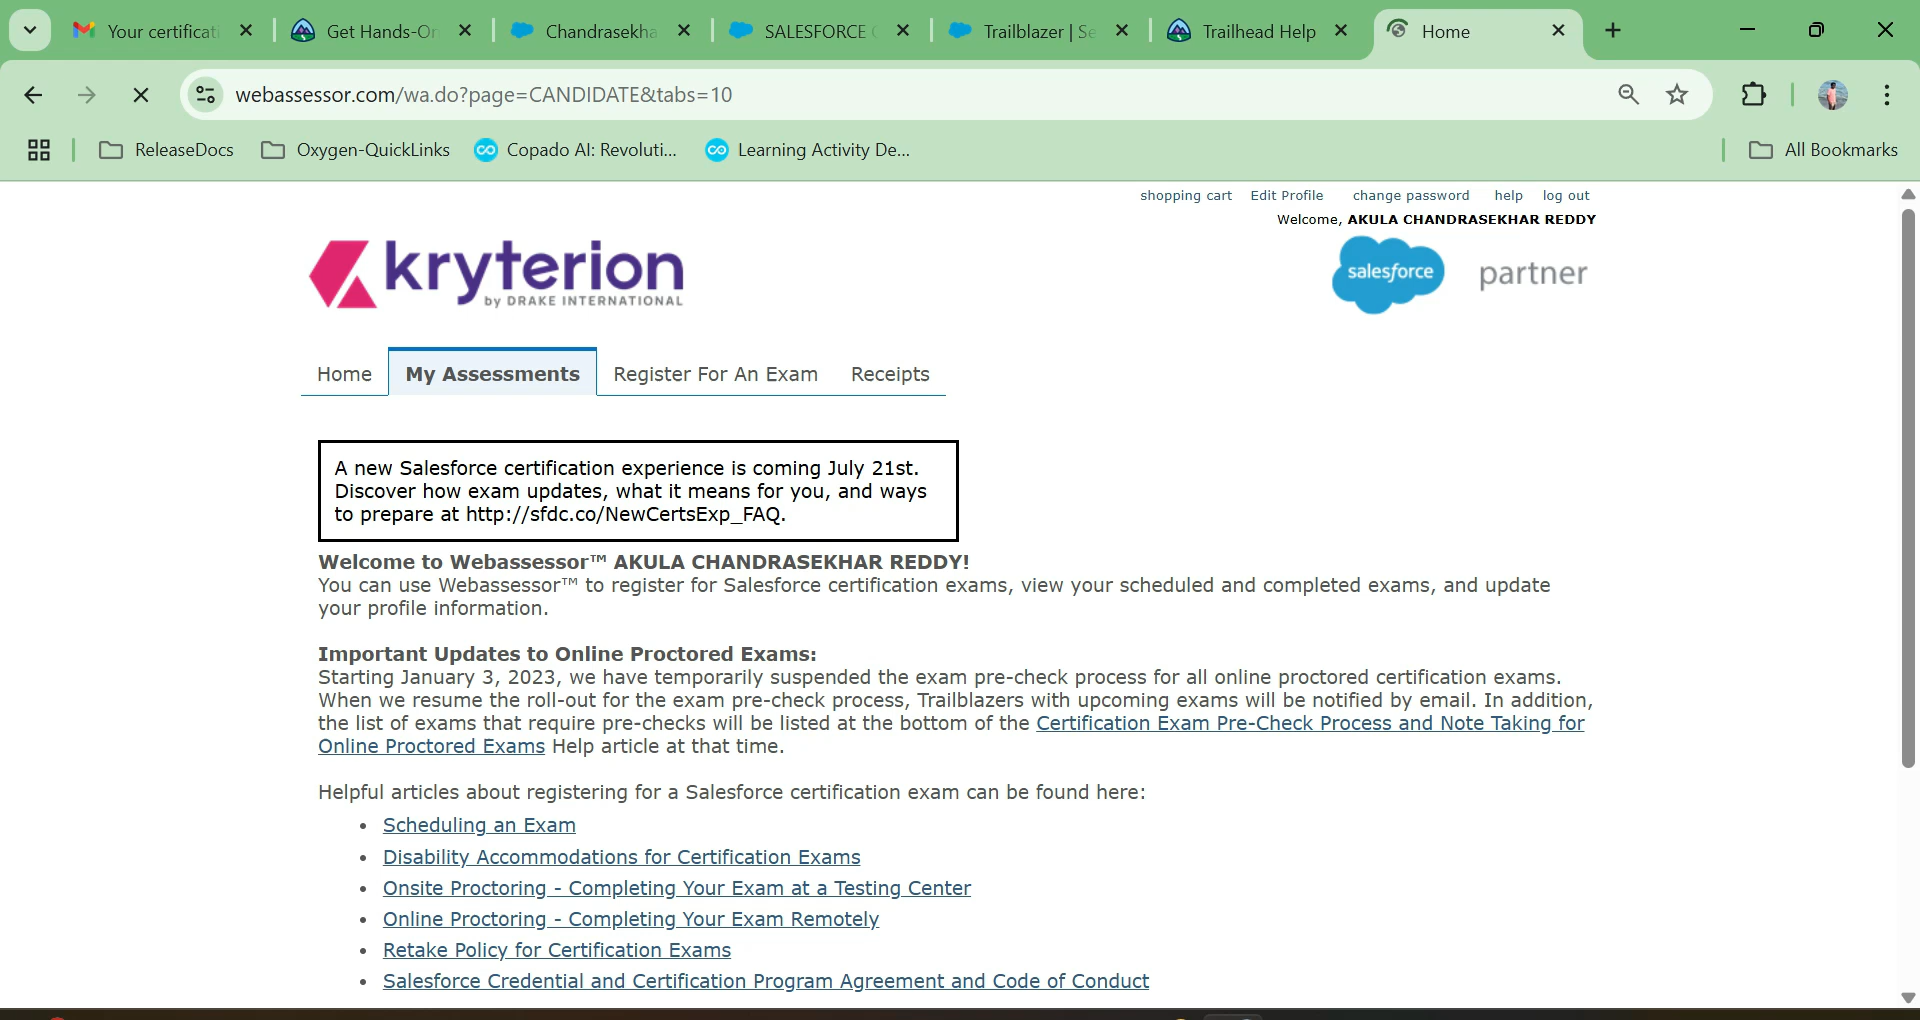 Your certificati
Get Hands-On
Chandrasekha
SALESFORCE C
Trailblazer | Se
Trailhead Help
Home
webassessor.com/wa.do?page=CANDIDATE&tabs=10
ReleaseDocs
Oxygen-QuickLinks
Copado AI: Revoluti...
Learning Activity De...
All Bookmarks
shopping cart Edit Profile change password help log out
Welcome, AKULA CHANDRASEKHAR REDDY
kryterion
by DRAKE INTERNATIONAL
salesforce partner
Home My Assessments Register For An Exam Receipts
A new Salesforce certification experience is coming July 21st.
Discover how exam updates, what it means for you, and ways
to prepare at http://sfdc.co/NewCertsExp_FAQ.
Welcome to Webassessor™ AKULA CHANDRASEKHAR REDDY!
You can use Webassessor™ to register for Salesforce certification exams, view your scheduled and completed exams, and update
your profile information.
Important Updates to Online Proctored Exams:
Starting January 3, 2023, we have temporarily suspended the exam pre-check process for all online proctored certification exams.
When we resume the roll-out for the exam pre-check process, Trailblazers with upcoming exams will be notified by email. In addition,
the list of exams that require pre-checks will be listed at the bottom of the Certification Exam Pre-Check Process and Note Taking for
Online Proctored Exams Help article at that time.
Helpful articles about registering for a Salesforce certification exam can be found here:
• Scheduling an Exam
• Disability Accommodations for Certification Exams
• Onsite Proctoring - Completing Your Exam at a Testing Center
• Online Proctoring - Completing Your Exam Remotely
• Retake Policy for Certification Exams
• Salesforce Credential and Certification Program Agreement and Code of Conduct